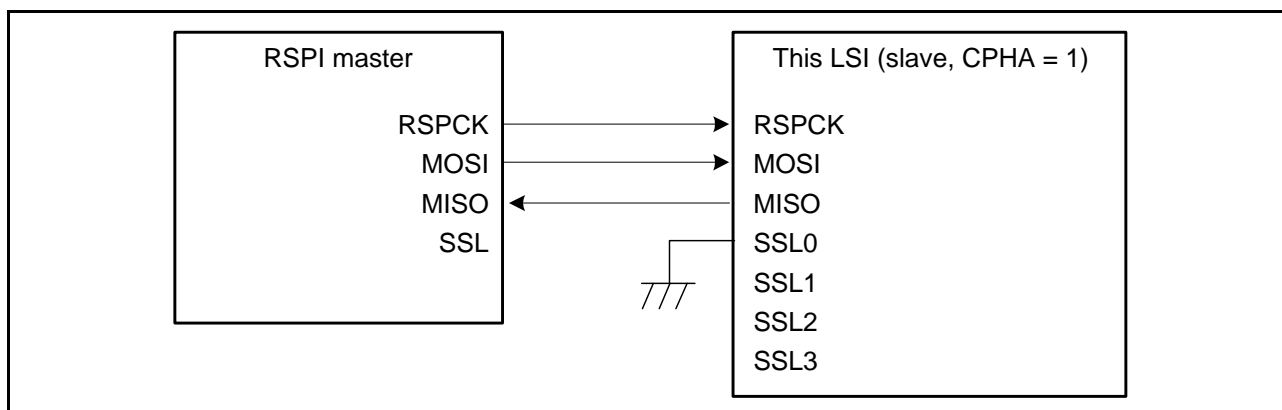 RSPI master
RSPCK
MOSI
MISO
SSL
This LSI (slave, CPHA = 1)
RSPCK
MOSI
MISO
SSL0
SSL1
SSL2
SSL3